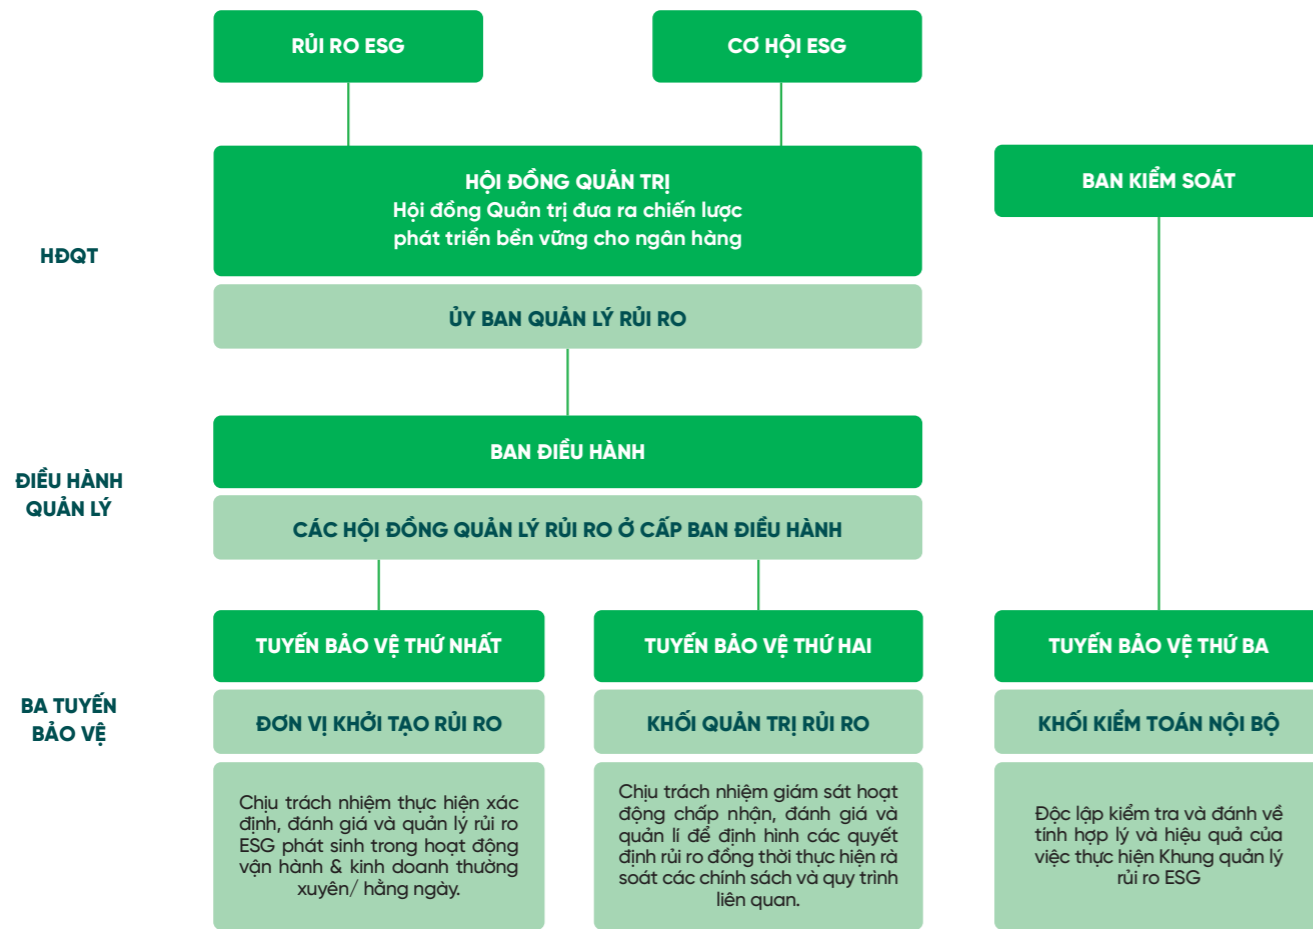 RỦI RO ESG
CƠ HỘI ESG
HĐQT
HỘI ĐỒNG QUẢN TRỊ
Hội đồng Quản trị đưa ra chiến lược
phát triển bền vững cho ngân hàng
BAN KIỂM SOÁT
ỦY BAN QUẢN LÝ RỦI RO
ĐIỀU HÀNH
QUẢN LÝ
BAN ĐIỀU HÀNH
CÁC HỘI ĐỒNG QUẢN LÝ RỦI RO Ở CẤP BAN ĐIỀU HÀNH
BA TUYẾN
BẢO VỆ
TUYẾN BẢO VỆ THỨ NHẤT
ĐƠN VỊ KHỞI TẠO RỦI RO
Chịu trách nhiệm thực hiện xác
định, đánh giá và quản lý rủi ro
ESG phát sinh trong hoạt động
vận hành & kinh doanh thường
xuyên/ hằng ngày.
TUYẾN BẢO VỆ THỨ HAI
KHỐI QUẢN TRỊ RỦI RO
Chịu trách nhiệm giám sát hoạt
động chấp nhận, đánh giá và
quản lí để định hình các quyết
định rủi ro đồng thời thực hiện rà
soát các chính sách và quy trình
liên quan.
TUYẾN BẢO VỆ THỨ BA
KHỐI KIỂM TOÁN NỘI BỘ
Độc lập kiểm tra và đánh về
tính hợp lý và hiệu quả của
việc thực hiện Khung quản lý
rủi ro ESG